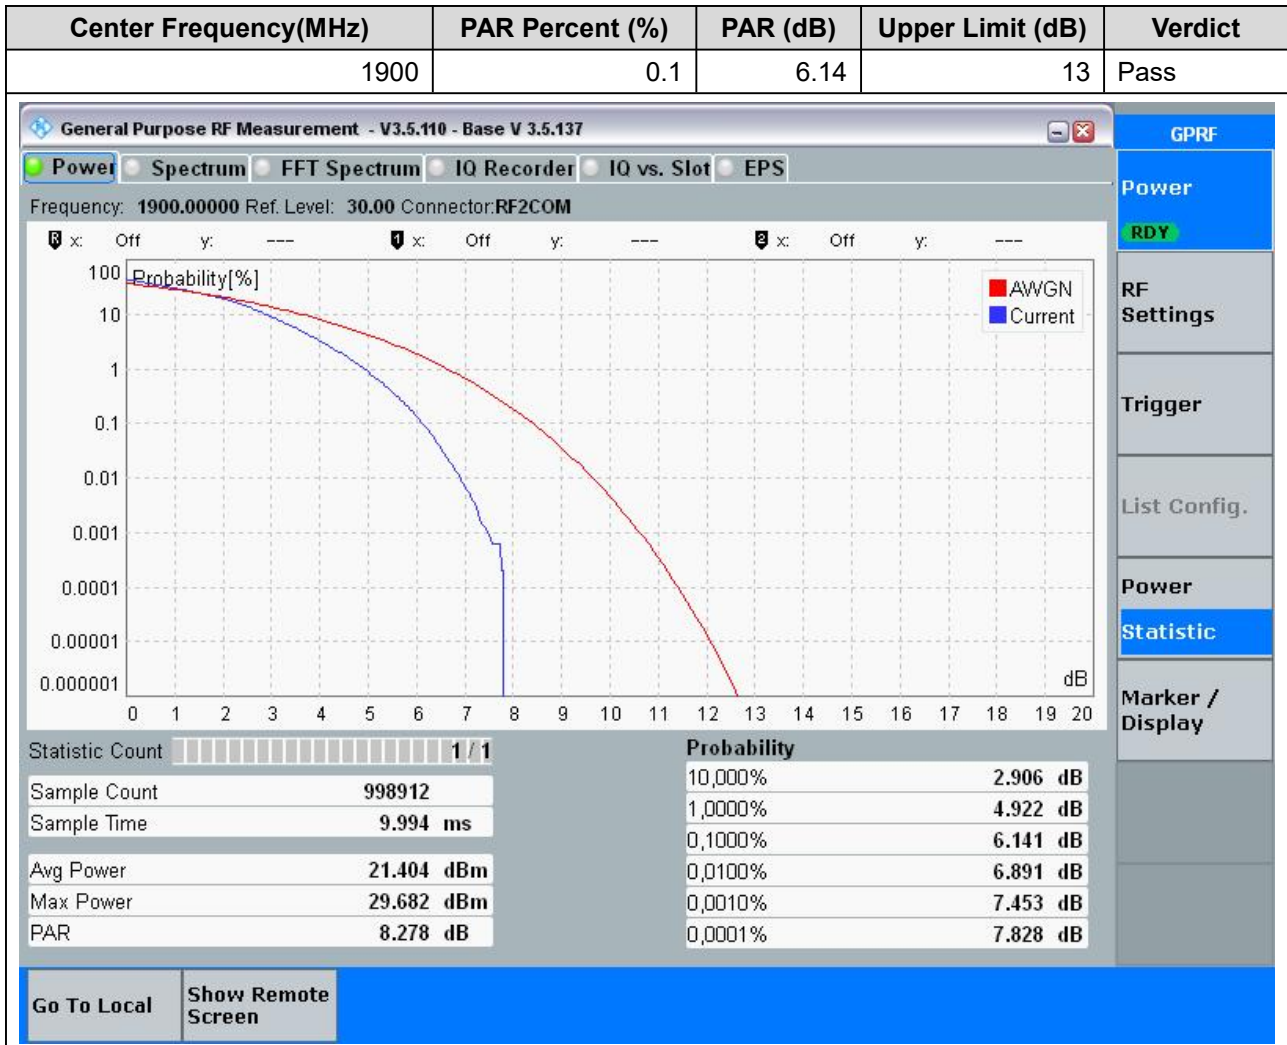 Center Frequency(MHz) PAR Percent (%) PAR (dB) Upper Limit (dB) Verdict
1900 0.1 6.14 13 Pass
General Purpose RF Measurement - V3.5.110 - Base V 3.5.137
GPRF
Power Spectrum FFT Spectrum IQ Recorder IQ vs. Slot EPS
Power
RDY
Frequency: 1900.00000 Ref. Level: 30.00 Connector:RF2COM
R x: Off y: --- 1 x: Off y: --- 2 x: Off y: ---
Probability[%]
AWGN
Current
100
10
1
0.1
0.01
0.001
0.0001
0.00001
0.000001
dB
0 1 2 3 4 5 6 7 8 9 10 11 12 13 14 15 16 17 18 19 20
RF
Settings
Trigger
List Config.
Power
Statistic
Marker /
Display
Statistic Count 1 / 1
Sample Count 998912
Sample Time 9.994 ms
Avg Power 21.404 dBm
Max Power 29.682 dBm
PAR 8.278 dB
Probability
10,000% 2.906 dB
1,0000% 4.922 dB
0,1000% 6.141 dB
0,0100% 6.891 dB
0,0010% 7.453 dB
0,0001% 7.828 dB
Go To Local
Show Remote
Screen